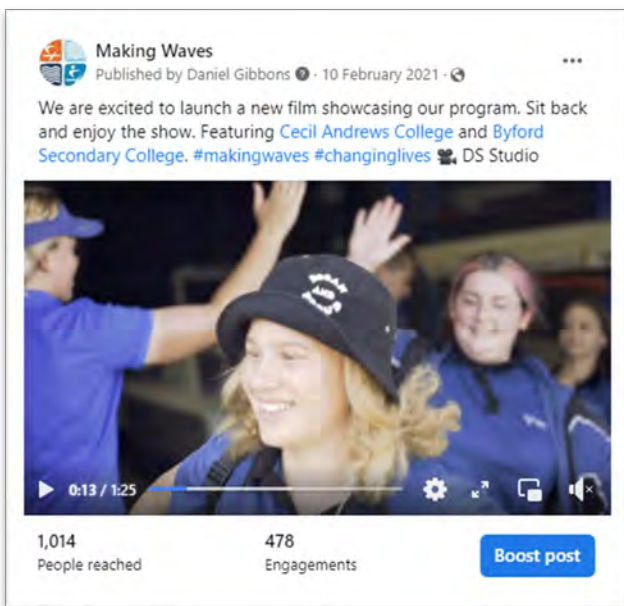 Making Waves
Published by Daniel Gibbons · 10 February 2021 ·
We are excited to launch a new film showcasing our program. Sit back
and enjoy the show. Featuring Cecil Andrews College and Byford
Secondary College. #makingwaves #changinglives 🎥 DS Studio
0:13 / 1:25
1,014
People reached
478
Engagements
Boost post